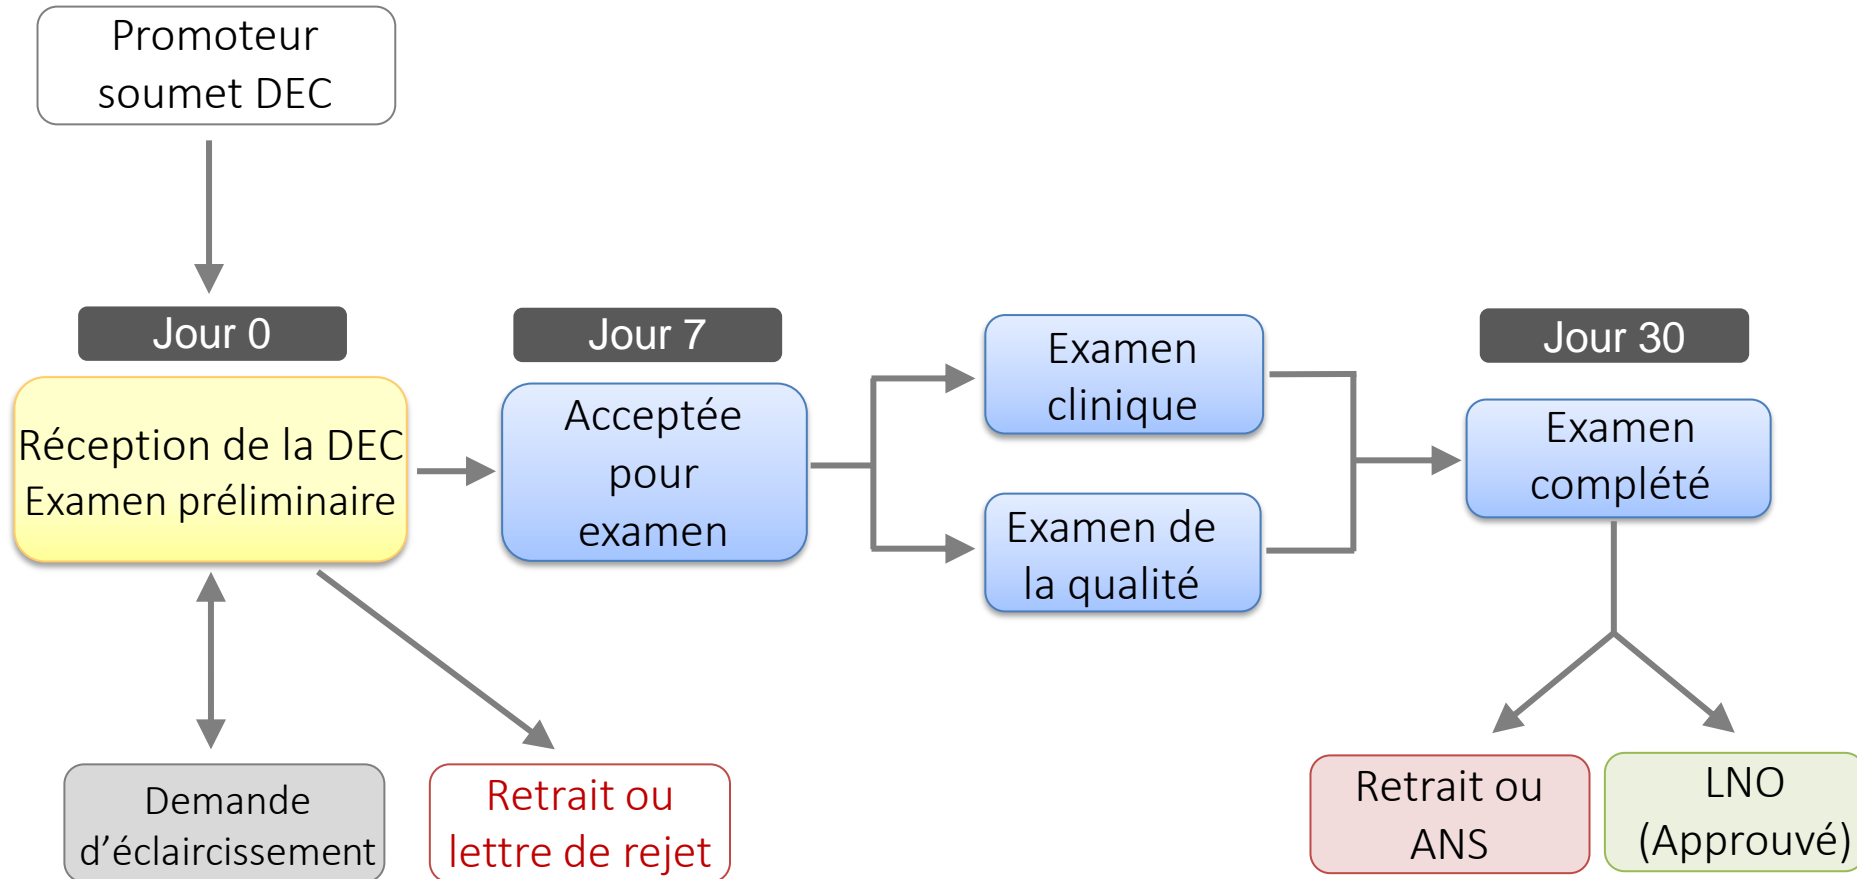 Promoteur
soumet DEC
Jour 0
Réception de la DEC
Examen préliminaire
Demande
d’éclaircissement
Retrait ou
lettre de rejet
Jour 7
Acceptée
pour
examen
Examen
clinique
Examen de
la qualité
Jour 30
Examen
complété
Retrait ou
ANS
LNO
(Approuvé)